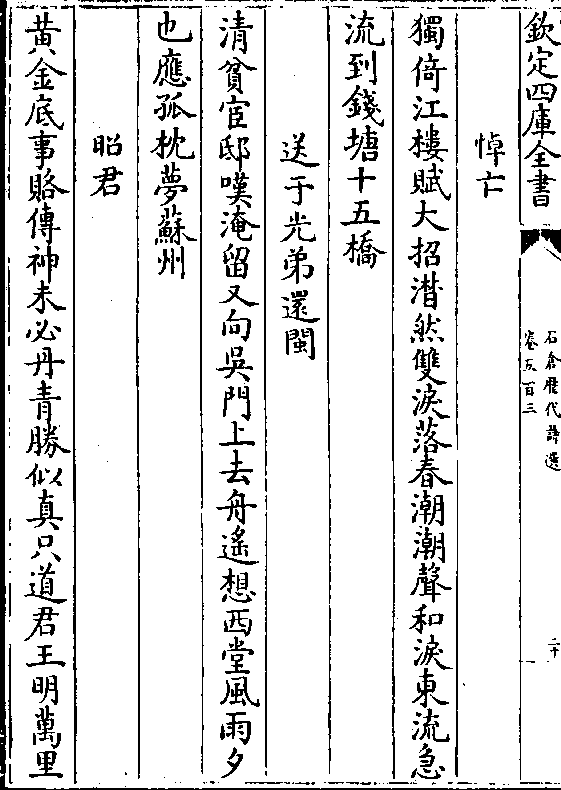 欽定四庫全書
石倉歷代詩選
卷五百三
二十
悼亡
獨倚江樓賦大招潸然雙淚落春潮潮聲和淚東流急
流到錢塘十五橋
送于光弟還閩
清貧宦邸嘆淹留又向吳門上去舟遙想西堂風雨夕
也應孤枕夢蘇州
昭君
黃金底事賂傳神未必丹青勝似真只道君王明萬里